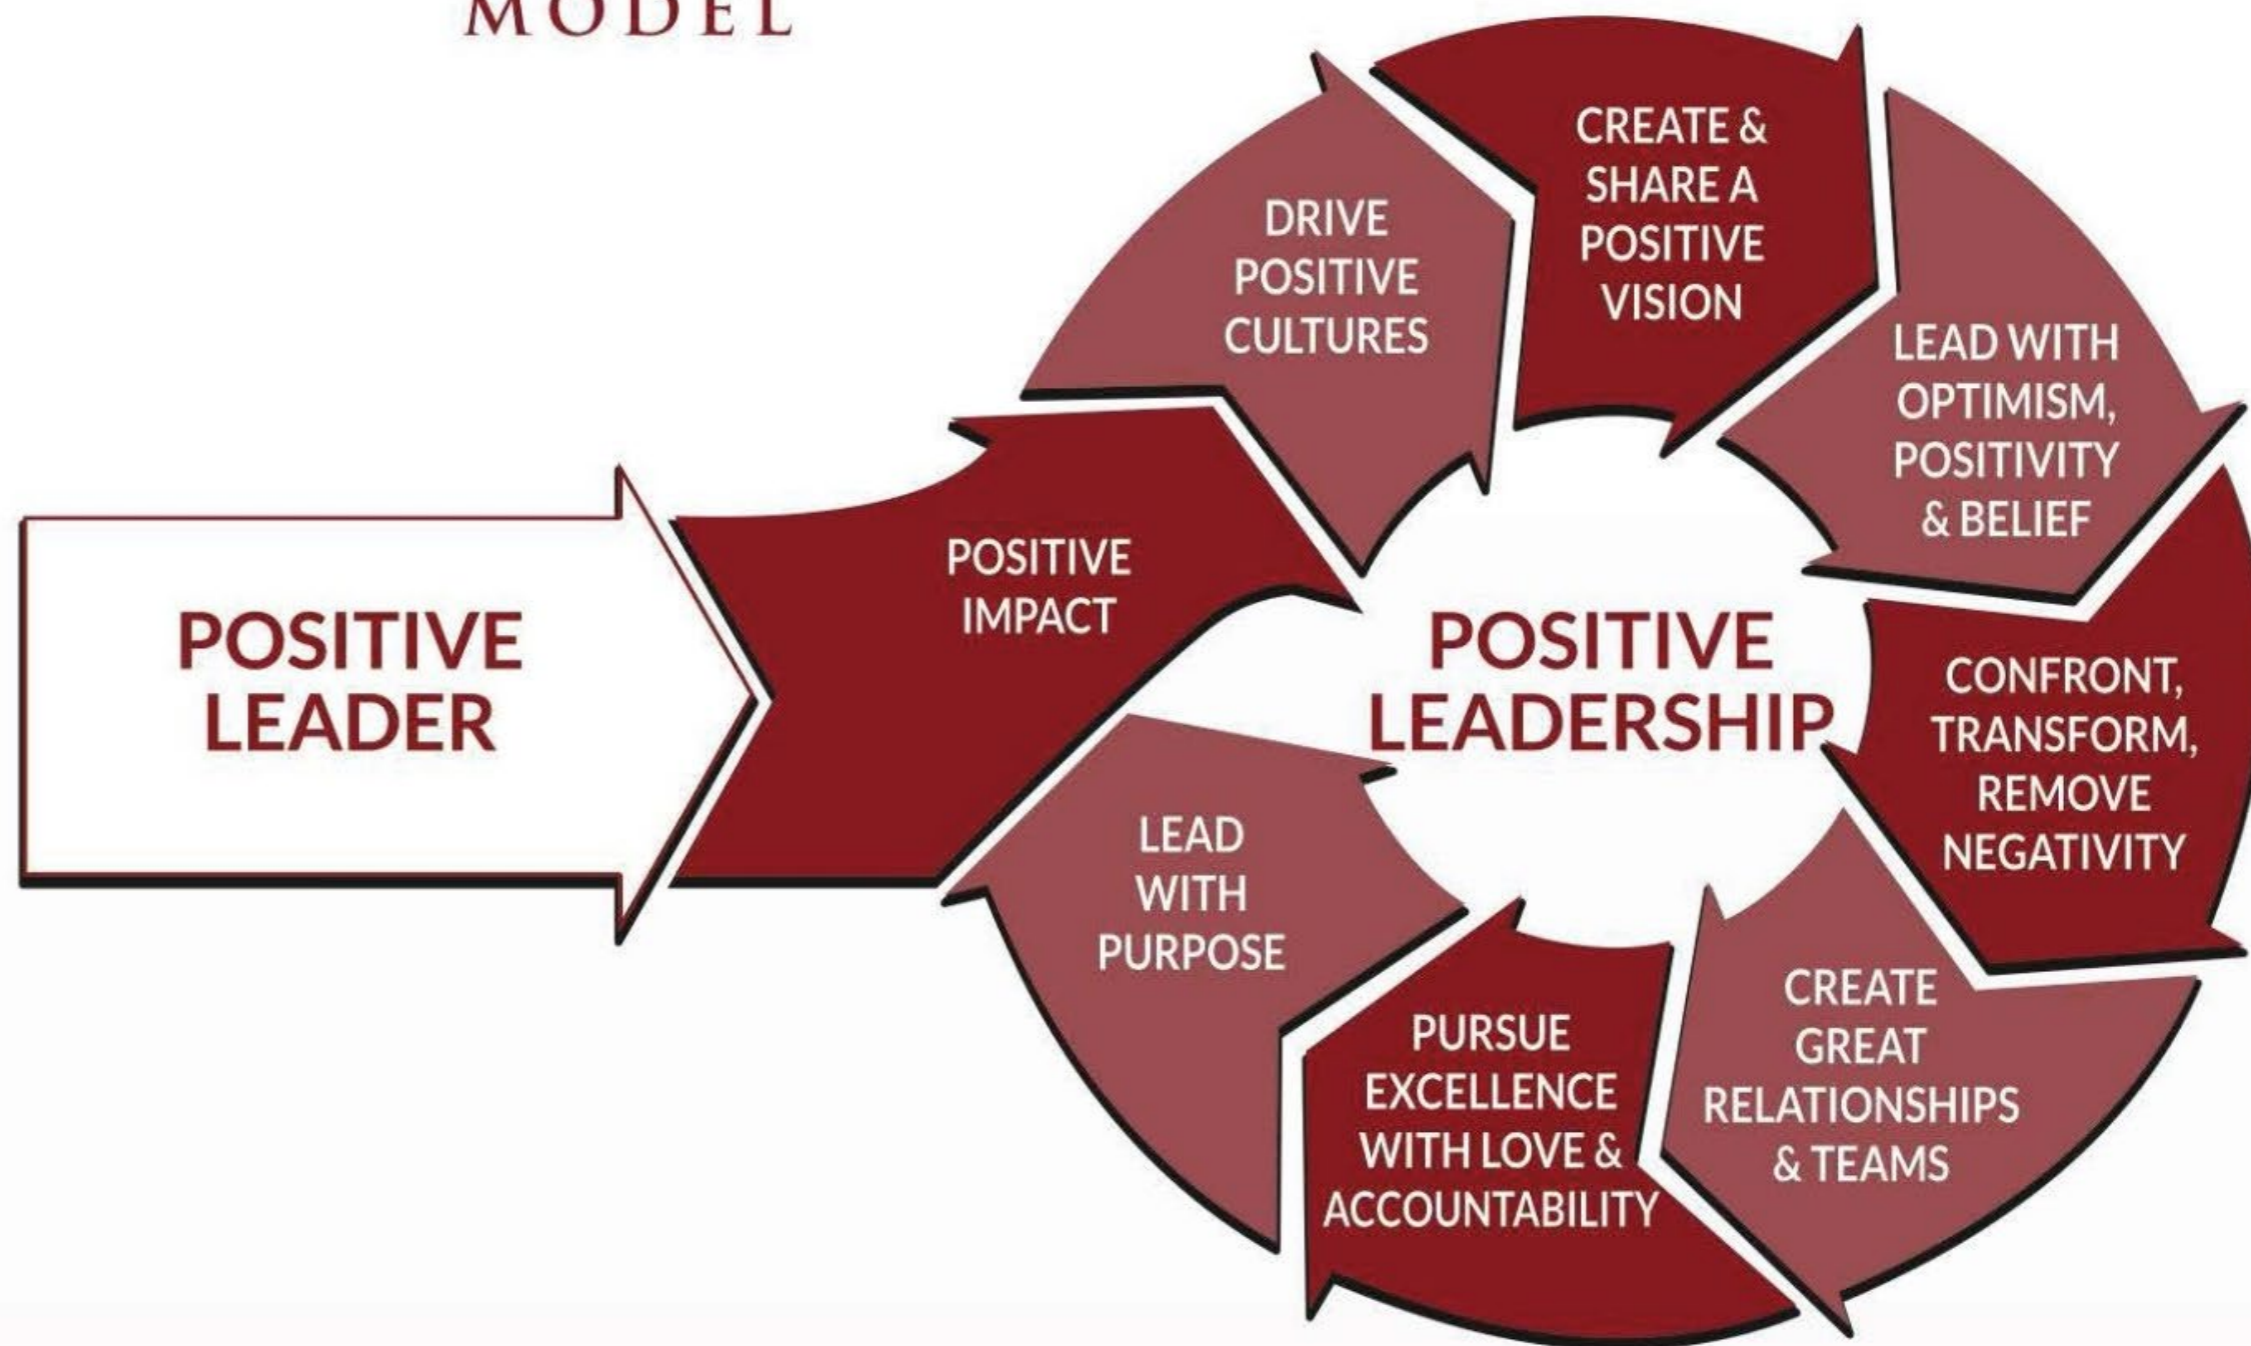 MODEL
POSITIVE
LEADER
POSITIVE
IMPACT
DRIVE
POSITIVE
CULTURES
CREATE &
SHARE A
POSITIVE
VISION
LEAD WITH
OPTIMISM,
POSITIVITY
& BELIEF
CONFRONT,
TRANSFORM,
REMOVE
NEGATIVITY
CREATE
GREAT
RELATIONSHIPS
& TEAMS
PURSUE
EXCELLENCE
WITH LOVE &
ACCOUNTABILITY
LEAD
WITH
PURPOSE
POSITIVE
LEADERSHIP